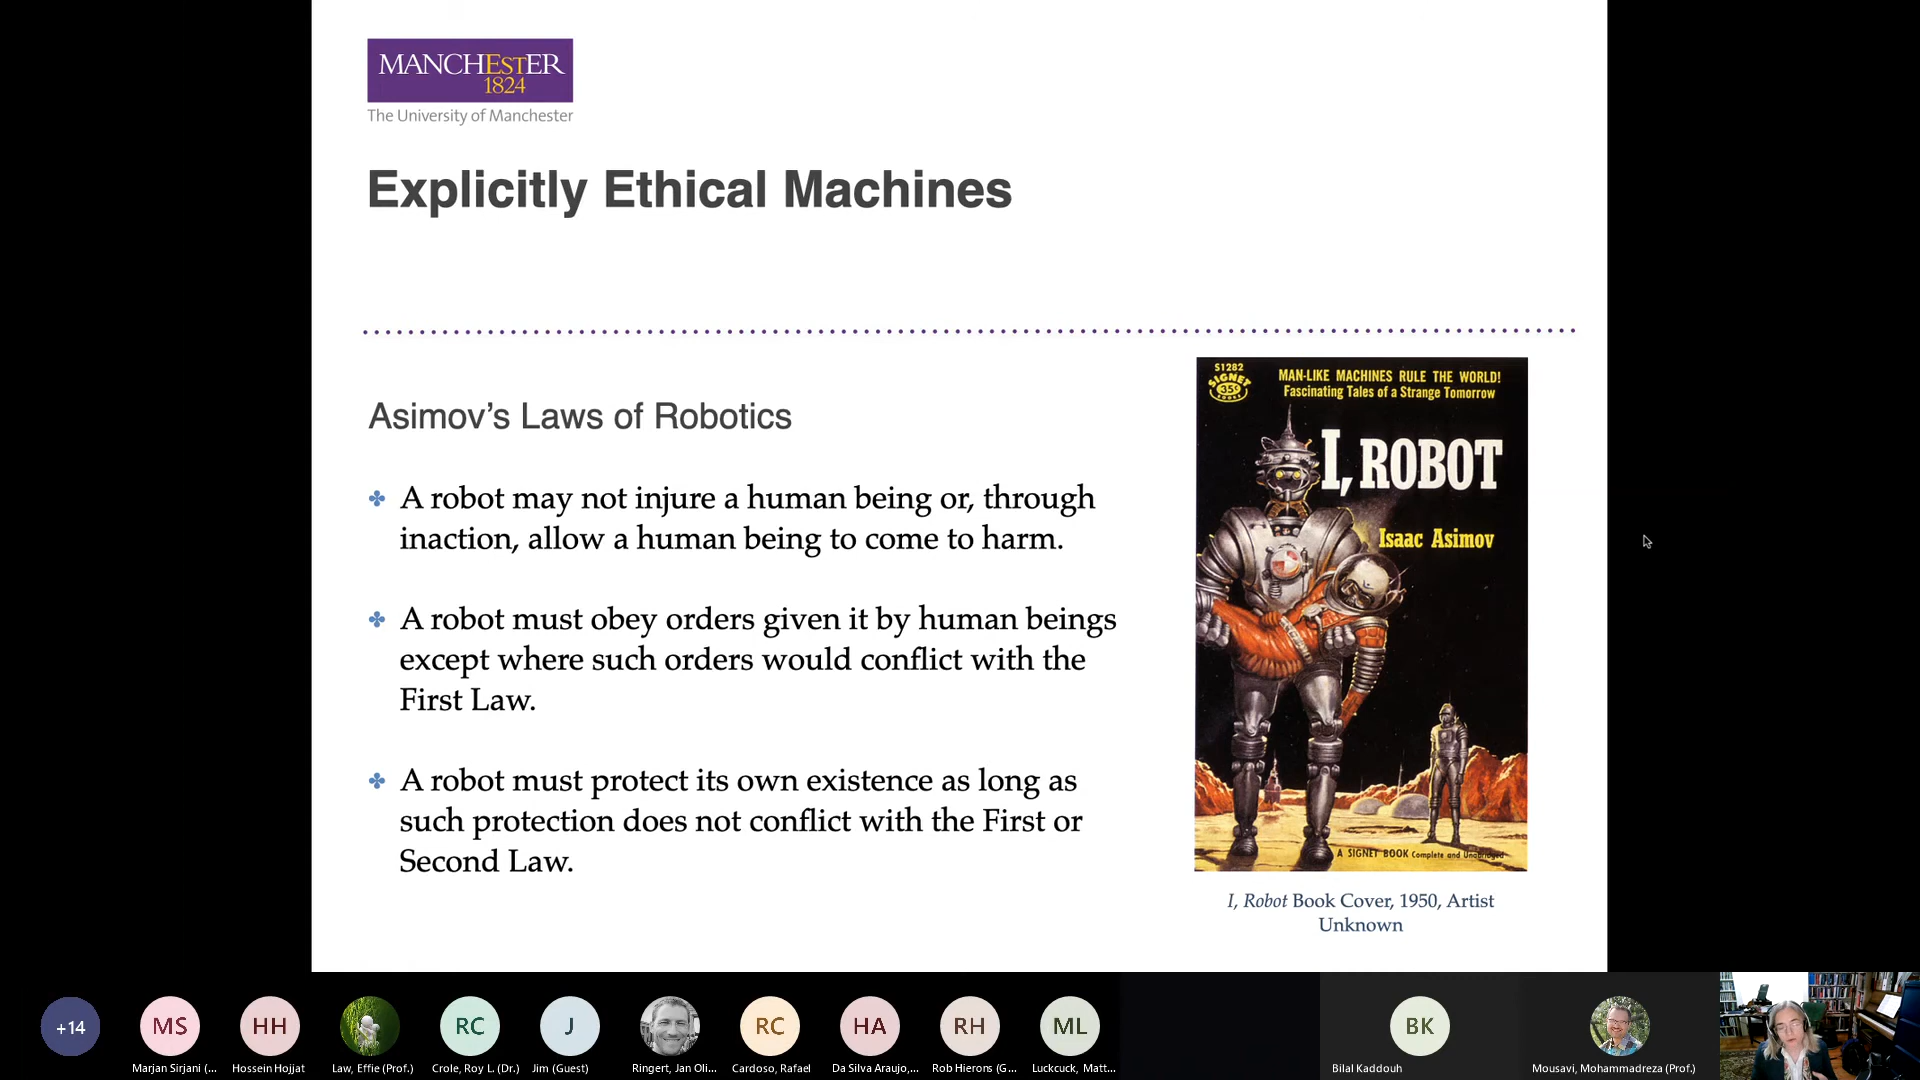 MANCHESTER
1824
The University of Manchester
Explicitly Ethical Machines
Asimov’s Laws of Robotics
A robot may not injure a human being or, through
inaction, allow a human being to come to harm.
A robot must obey orders given it by human beings
except where such orders would conflict with the
First Law.
A robot must protect its own existence as long as
such protection does not conflict with the First or
Second Law.
S1282
SIGNET
35¢
BOOKS
MAN-LIKE MACHINES RULE THE WORLD!
Fascinating Tales of a Strange Tomorrow
I, ROBOT
Isaac Asimov
A SIGNET BOOK Complete and Unabridged
I, Robot Book Cover, 1950, Artist
Unknown
+14
MS
HH
RC
J
RC
HA
RH
ML
BK
Marjan Sirjani (...
Hossein Hojjat
Law, Effie (Prof.)
Crole, Roy L. (Dr.)
Jim (Guest)
Ringert, Jan Oli...
Cardoso, Rafael
Da Silva Araujo,...
Rob Hierons (G...
Luckcuck, Matt...
Bilal Kaddouh
Mousavi, Mohammadreza (Prof.)